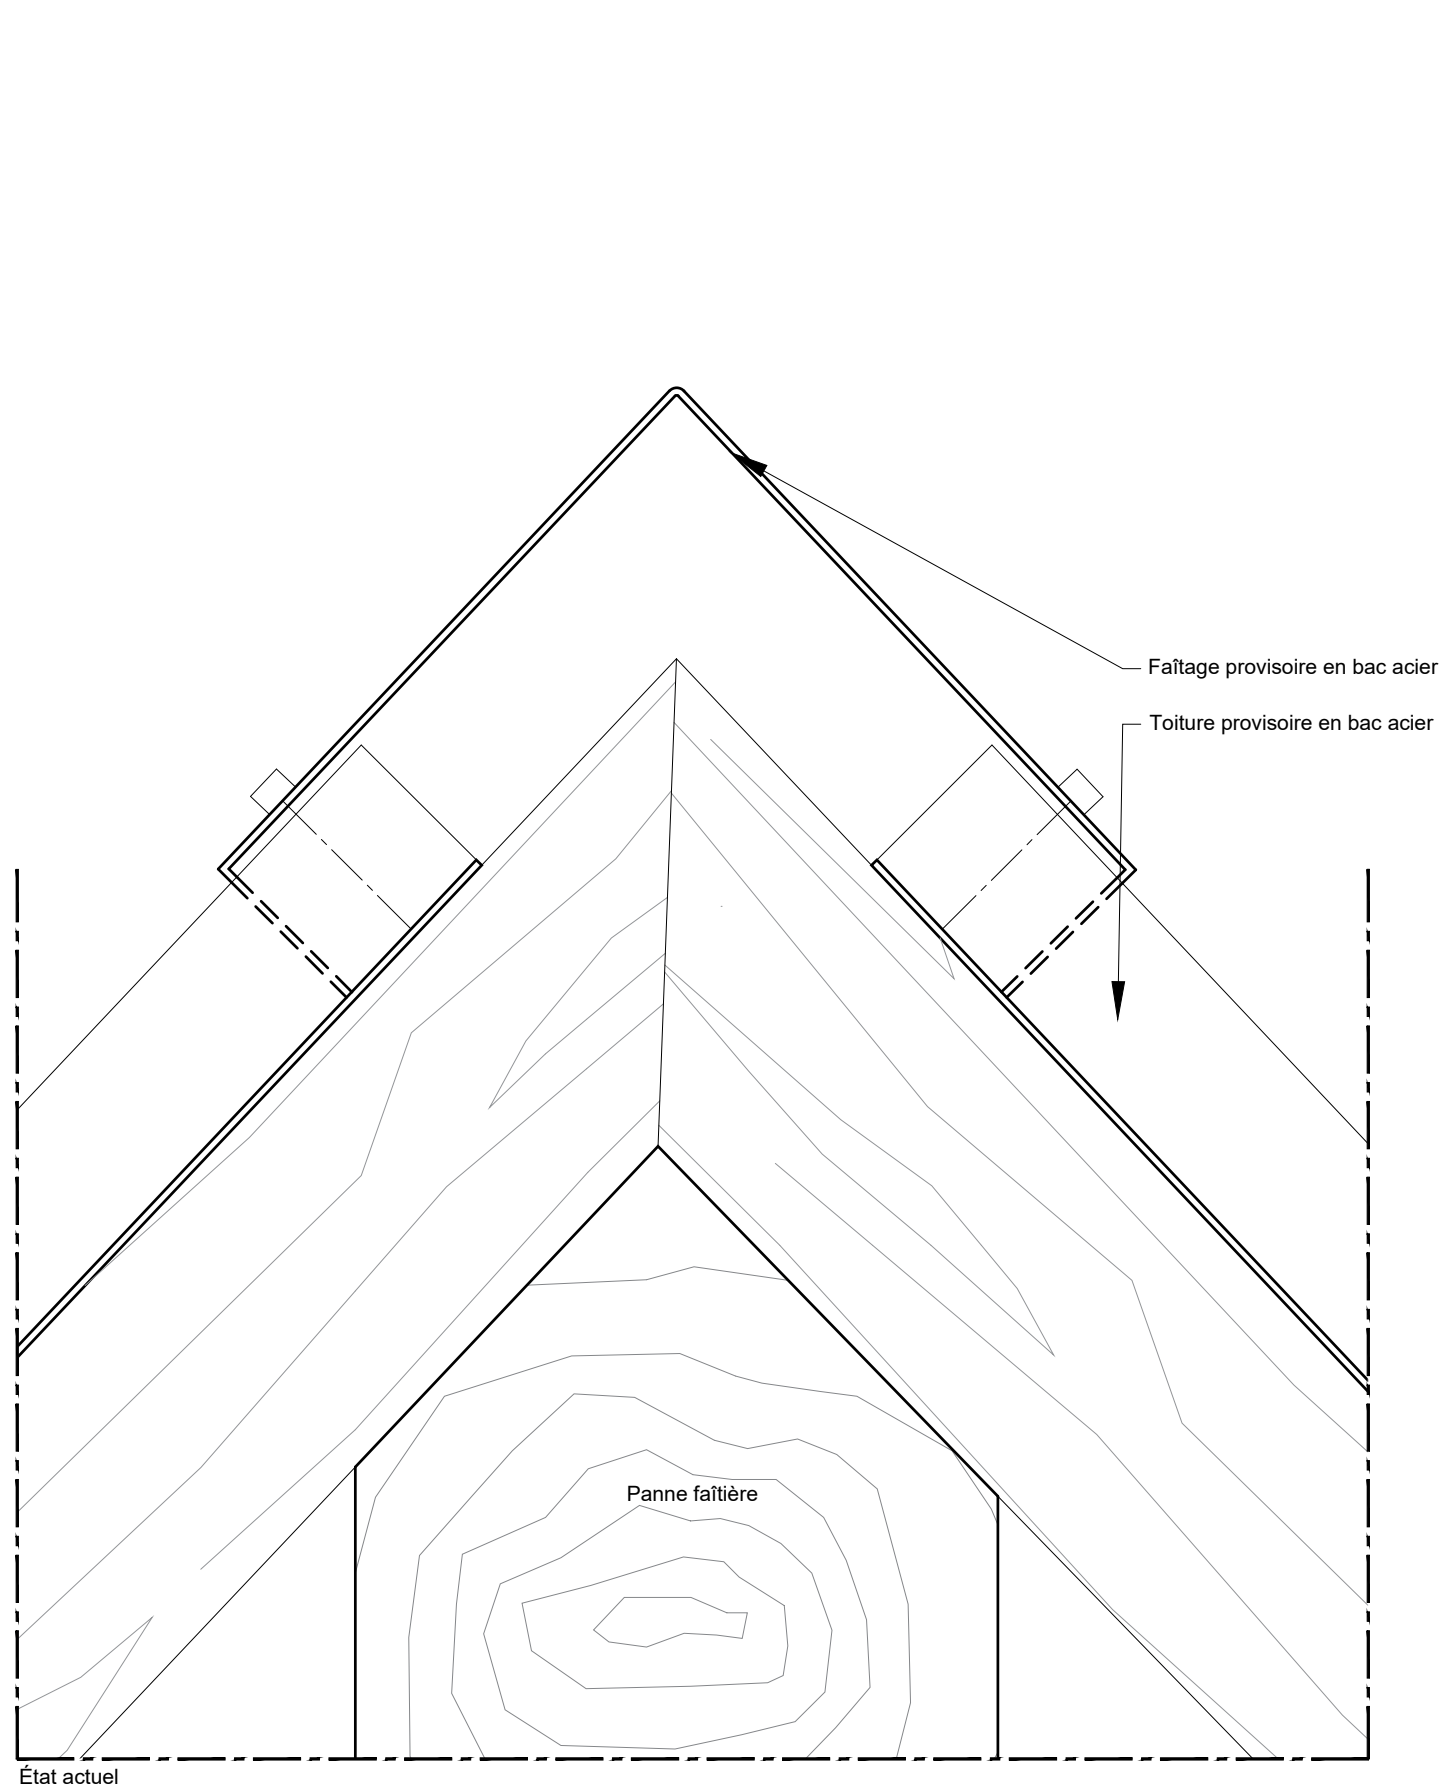 Faîtage provisoire en bac acier
Toiture provisoire en bac acier
Panne faîtière
État actuel